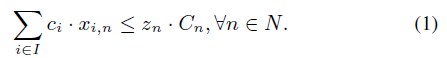 ∑_{i∈I} c_i · x_{i,n} ≤ z_n · C_n, ∀n ∈ N. (1)